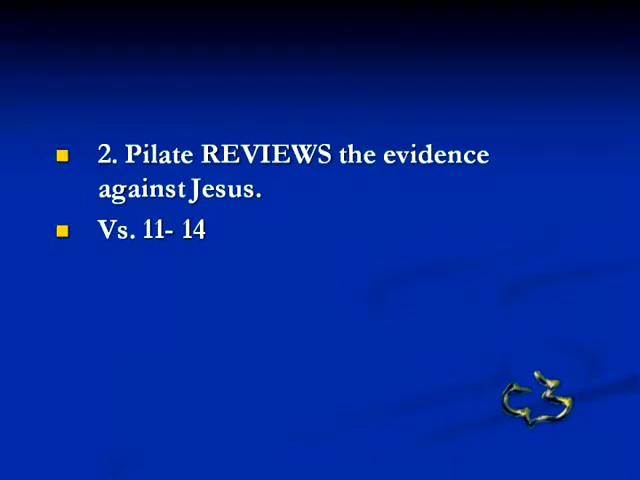 2. Pilate REVIEWS the evidence
against Jesus.
Vs. 11- 14